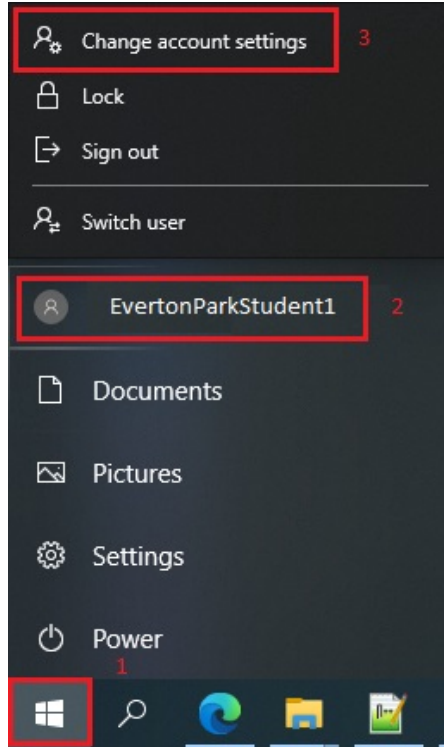 Change account settings 3
Lock
Sign out
Switch user
EvertonParkStudent1 2
Documents
Pictures
Settings
Power
1